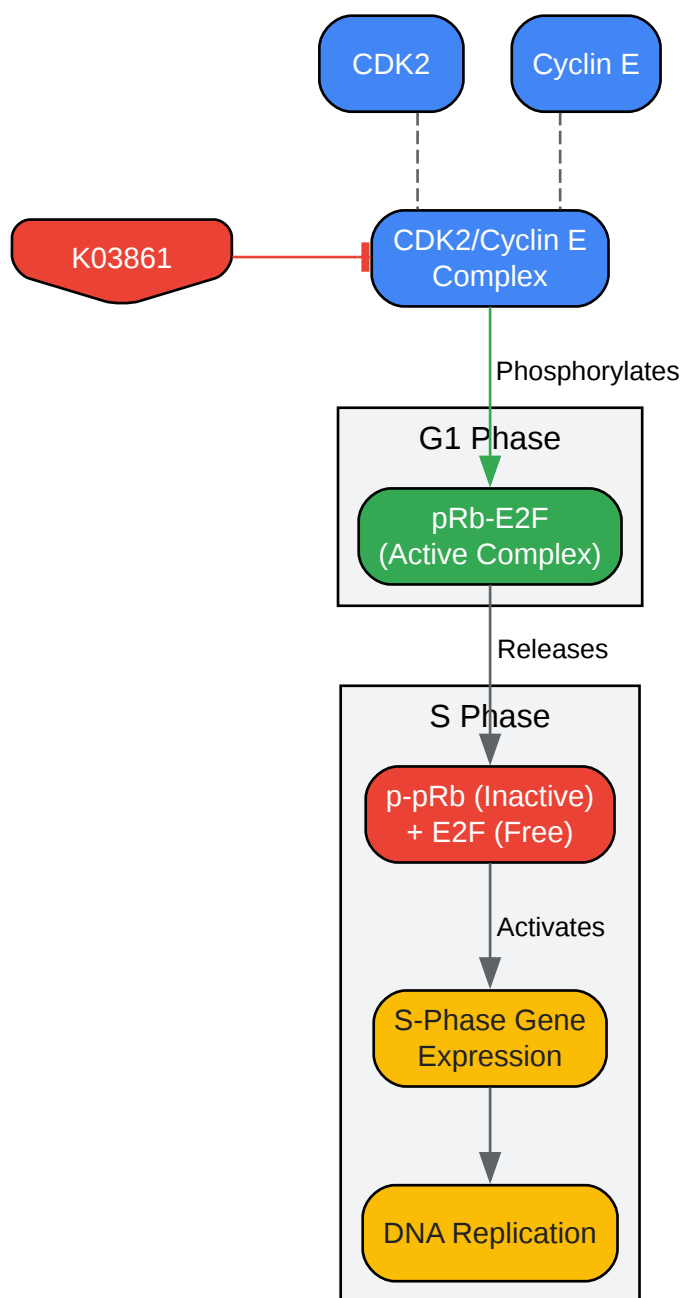 CDK2
Cyclin E
K03861
CDK2/Cyclin E
Complex
Phosphorylates
G1 Phase
pRb-E2F
(Active Complex)
Releases
S Phase
p-pRb (Inactive)
+ E2F (Free)
Activates
S-Phase Gene
Expression
DNA Replication